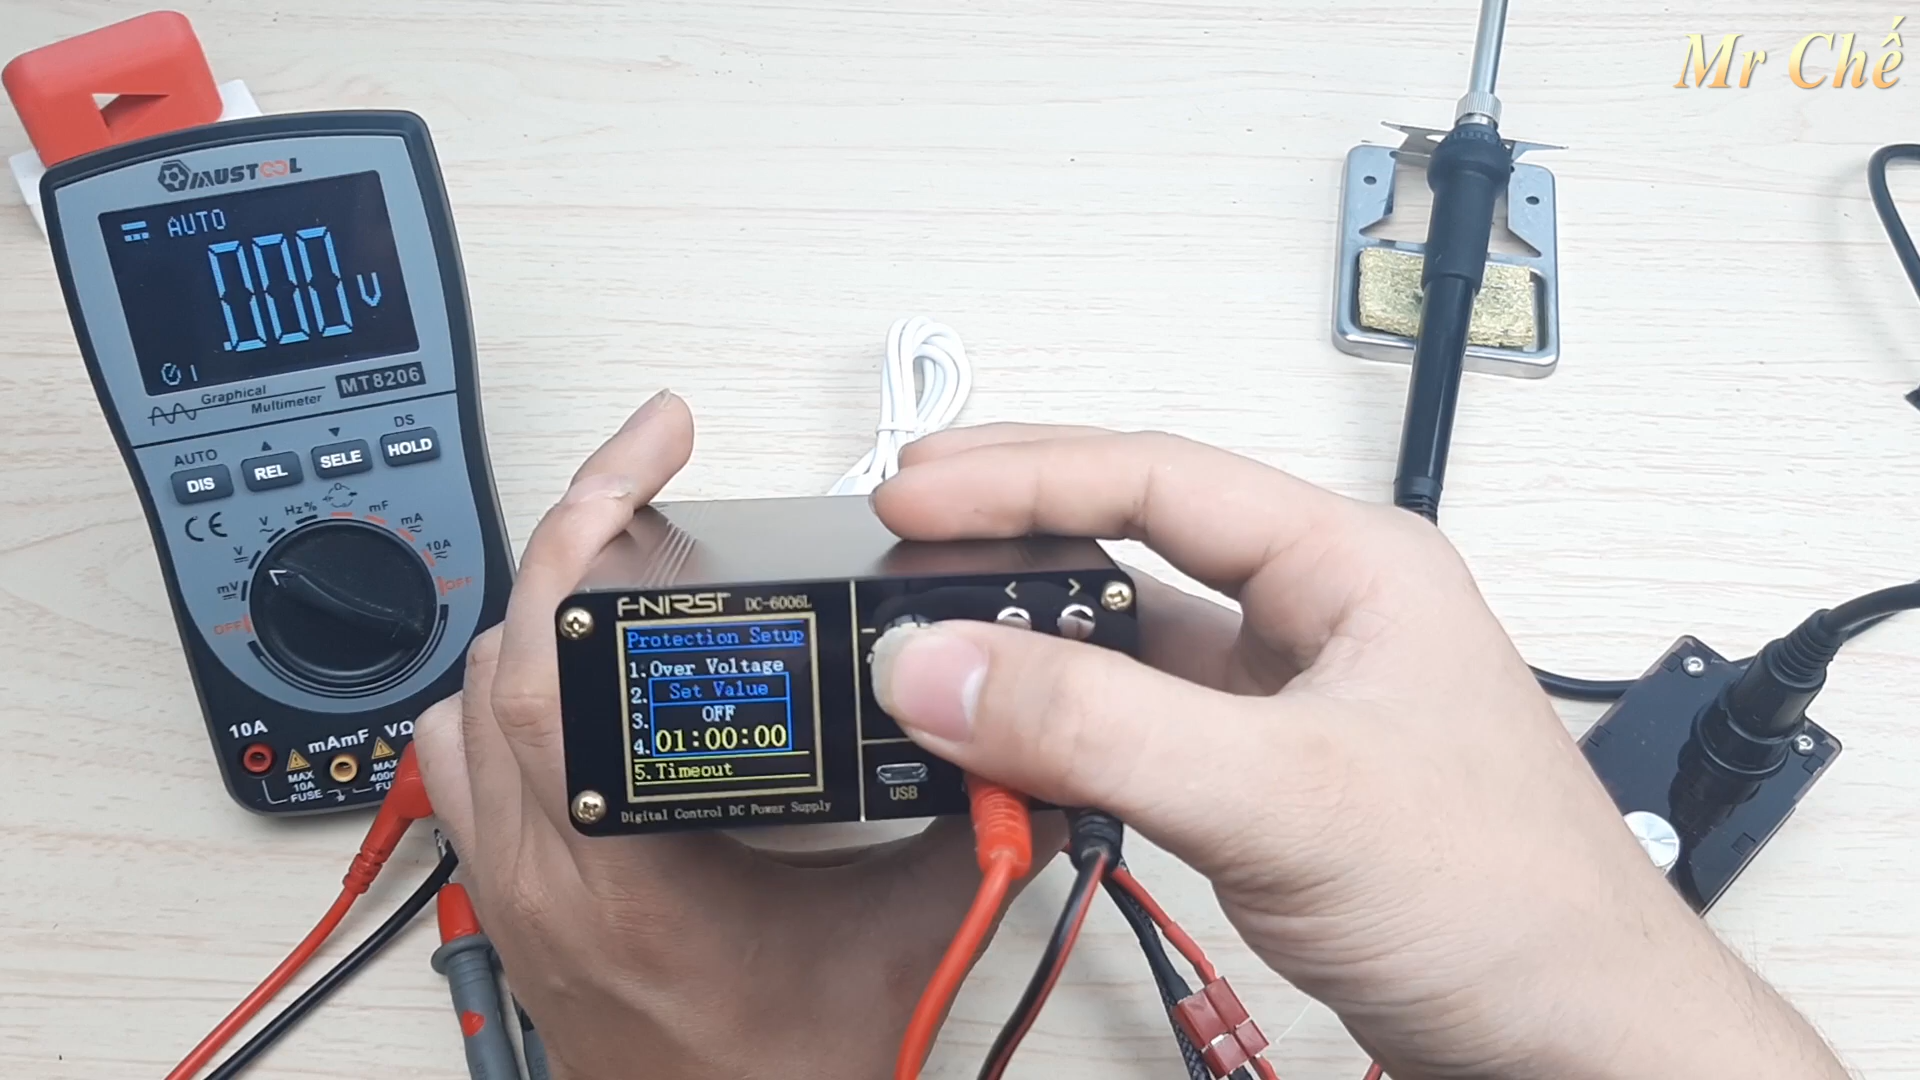 Mr Chế
MUSTOOL
AUTO
.000 V
Graphical
Multimeter
MT8206
AUTO
DS
DIS
REL
SELE
HOLD
CE
Hz%
mF
mA
10A
OFF
V
V
mV
OFF
10A
mAmF
VΩ
MAX
10A
FUSE
MAX
FNIRSI DC-6006L
Protection Setup
1.Over Voltage
2.
Set Value
3.
OFF
4.
01:00:00
5.Timeout
< >
USB
Digital Control DC Power Supply